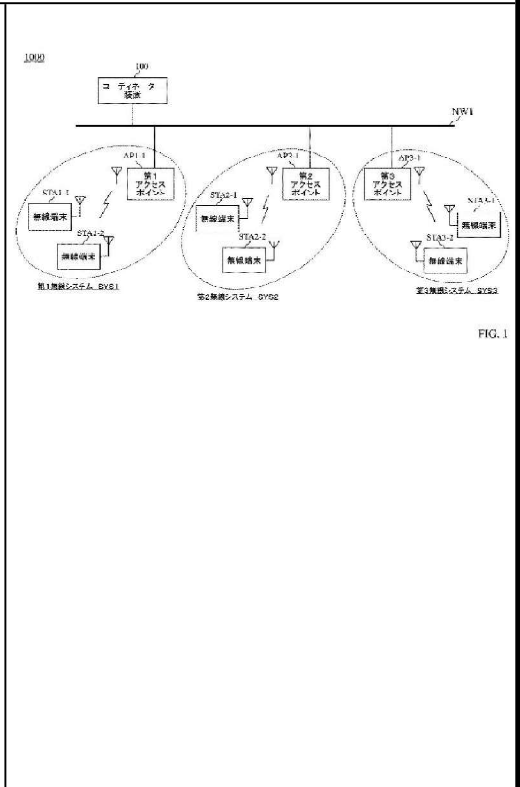 1000
100
コーディネータ
装置
NW1
AP1-1
AP2-1
AP3-1
第1
アクセス
ポイント
第2
アクセス
ポイント
第3
アクセス
ポイント
STA1-1
無線端末
STA1-2
無線端末
STA2-1
無線端末
STA2-2
無線端末
STA3-1
無線端末
STA3-2
無線端末
第1無線システム SYS1
第2無線システム SYS2
第3無線システム SYS3
FIG. 1